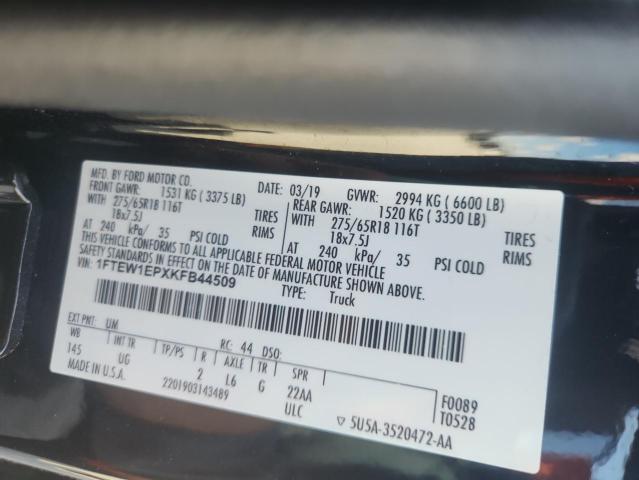 MFD. BY FORD MOTOR CO.
DATE: 03/19 GVWR: 2994 KG ( 6600 LB)
FRONT GAWR: 1531 KG ( 3375 LB) REAR GAWR: 1520 KG ( 3350 LB)
WITH 275/65R18 116T TIRES WITH 275/65R18 116T TIRES
18x7.5J RIMS 18x7.5J RIMS
AT 240 kPa/ 35 PSI COLD AT 240 kPa/ 35 PSI COLD
THIS VEHICLE CONFORMS TO ALL APPLICABLE FEDERAL MOTOR VEHICLE
SAFETY STANDARDS IN EFFECT ON THE DATE OF MANUFACTURE SHOWN ABOVE.
VIN: 1FTEW1EPXKFB44509
TYPE: Truck
EXT PNT: UM RC: 44 DSO:
WB INT TR TP/PS R AXLE TR SPR
145 UG 2 L6 G 22AA
ULC
F0089
T0528
MADE IN U.S.A. 2201903143489 ▽ 5U5A-3520472-AA